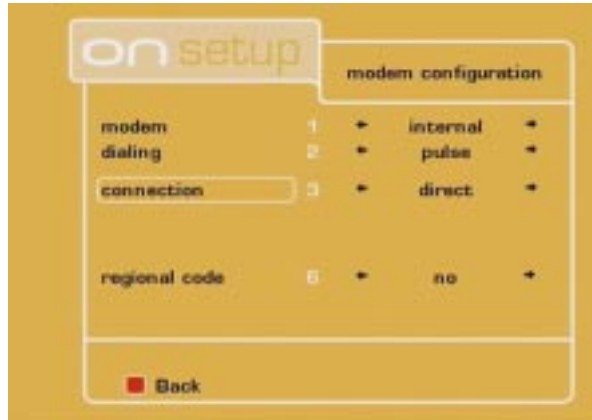 on setup
modem configuration
modem 1 internal
dialing 2 pulse
connection 3 direct
regional code 6 no
Back